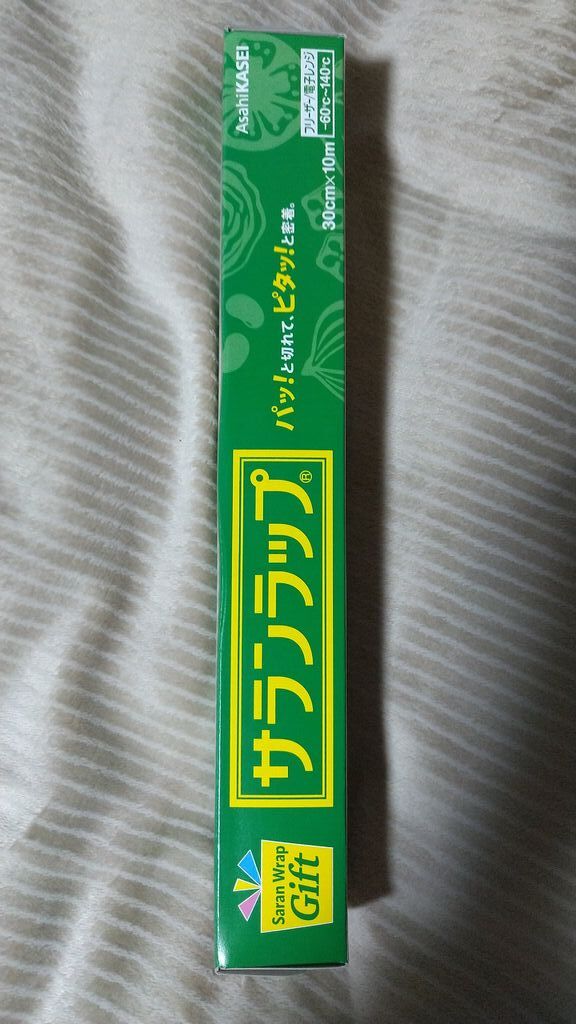 Saran Wrap
Gift
サランラップ®
パッ!と切れて、ピタッ!と密着。
AsahiKASEI
フリーザー/電子レンジ
-60℃~140℃
30cm×10m